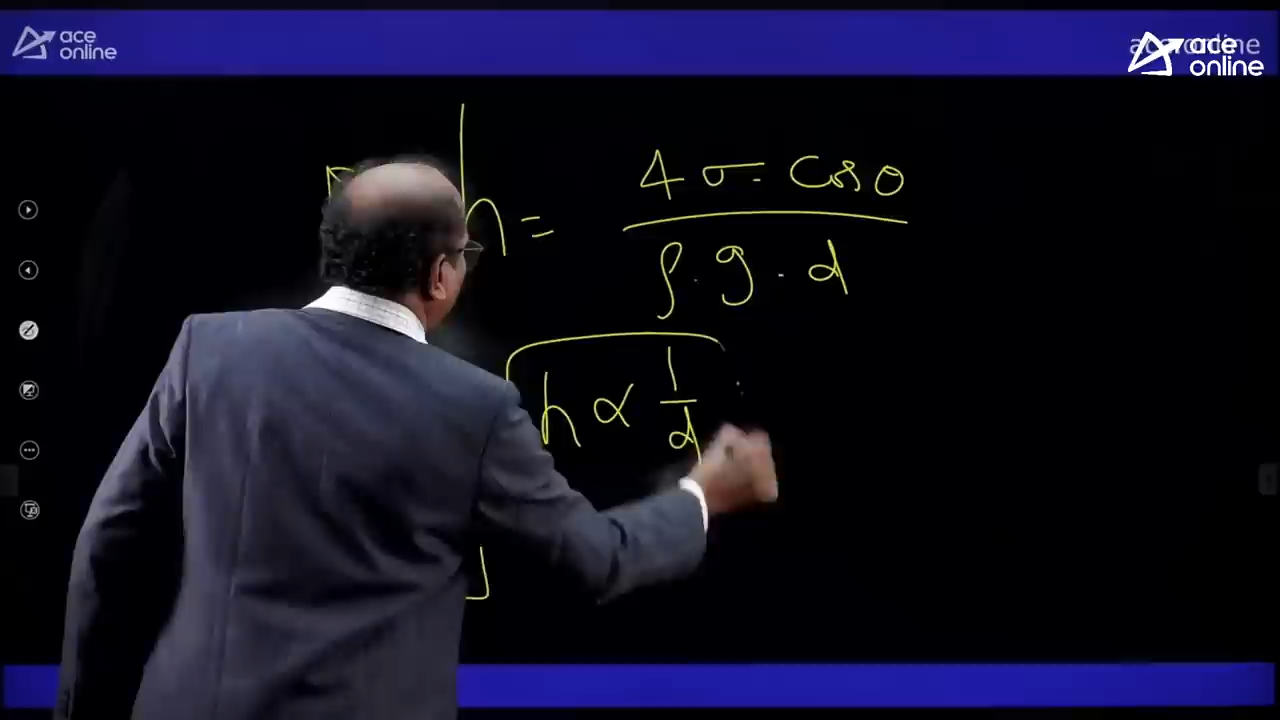 ace online
ace online
h = 4 σ cos θ / ρ . g . d
h ∝ 1/d